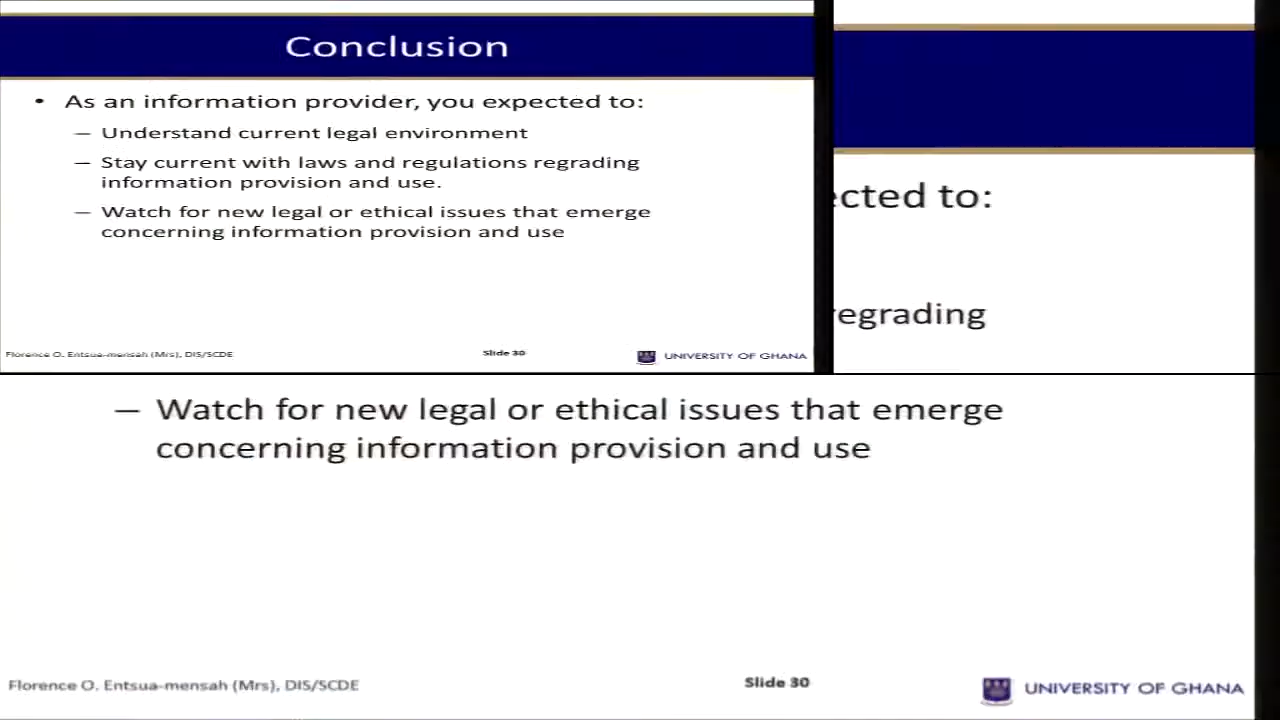 Conclusion
• As an information provider, you expected to:
– Understand current legal environment
– Stay current with laws and regulations regrading
information provision and use.
– Watch for new legal or ethical issues that emerge
concerning information provision and use
Florence O. Entsua-mensah (Mrs), DIS/SCDE
Slide 30
UNIVERSITY OF GHANA
ected to:
regrading
– Watch for new legal or ethical issues that emerge
concerning information provision and use
Florence O. Entsua-mensah (Mrs), DIS/SCDE
Slide 30
UNIVERSITY OF GHANA